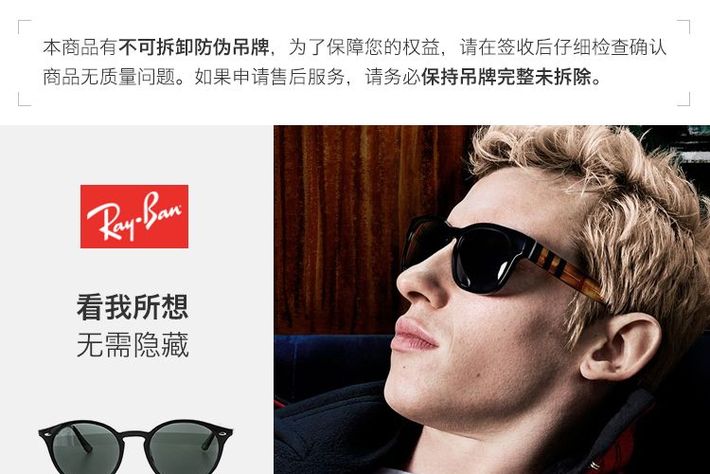 本商品有不可拆卸防伪吊牌，为了保障您的权益，请在签收后仔细检查确认
商品无质量问题。如果申请售后服务，请务必保持吊牌完整未拆除。
Ray-Ban
看我所想
无需隐藏